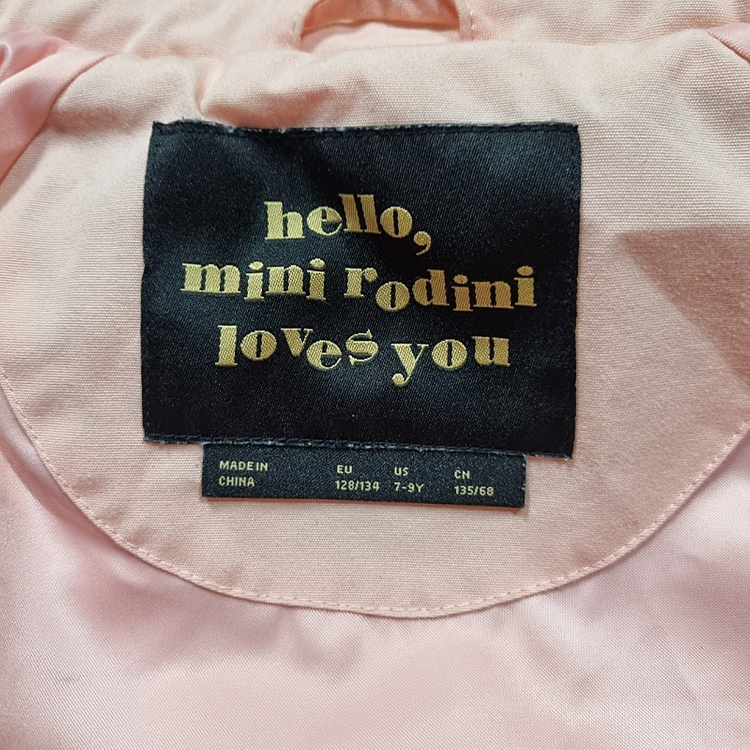 hello,
mini rodini
loves you
MADE IN CHINA
EU 128/134
US 7-9Y
CN 135/68